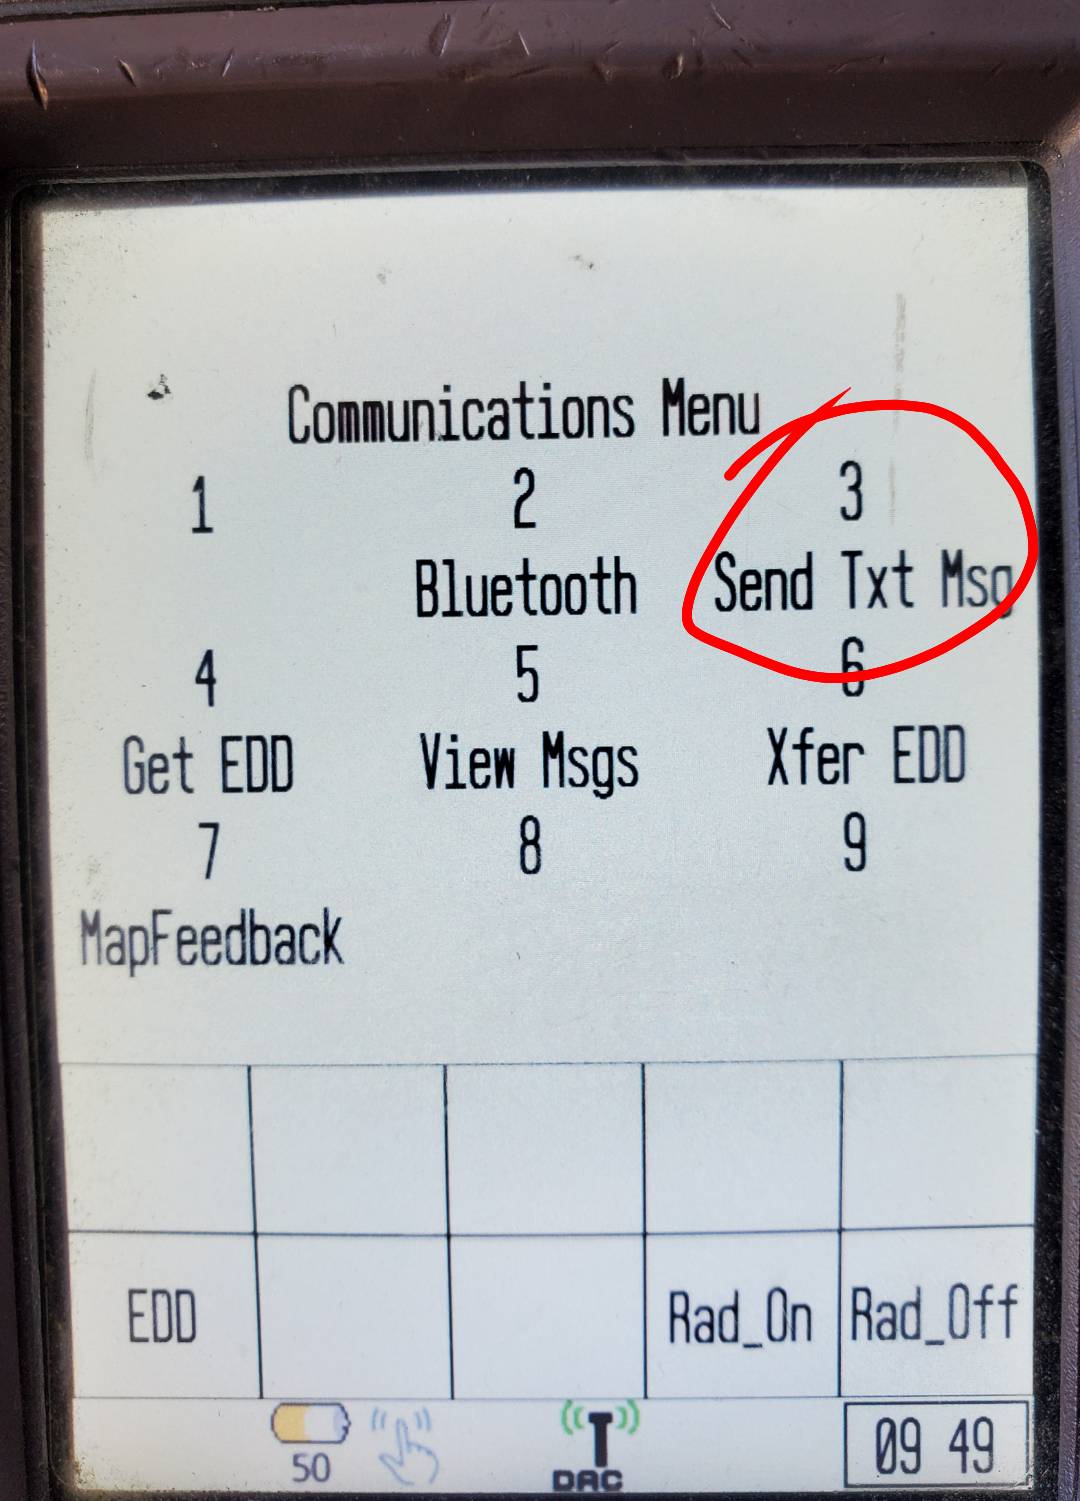 Communications Menu
1 2 3
Bluetooth Send Txt Msg
4 5 6
Get EDD View Msgs Xfer EDD
7 8 9
MapFeedback
EDD Rad_On Rad_Off
50 DAC 09 49